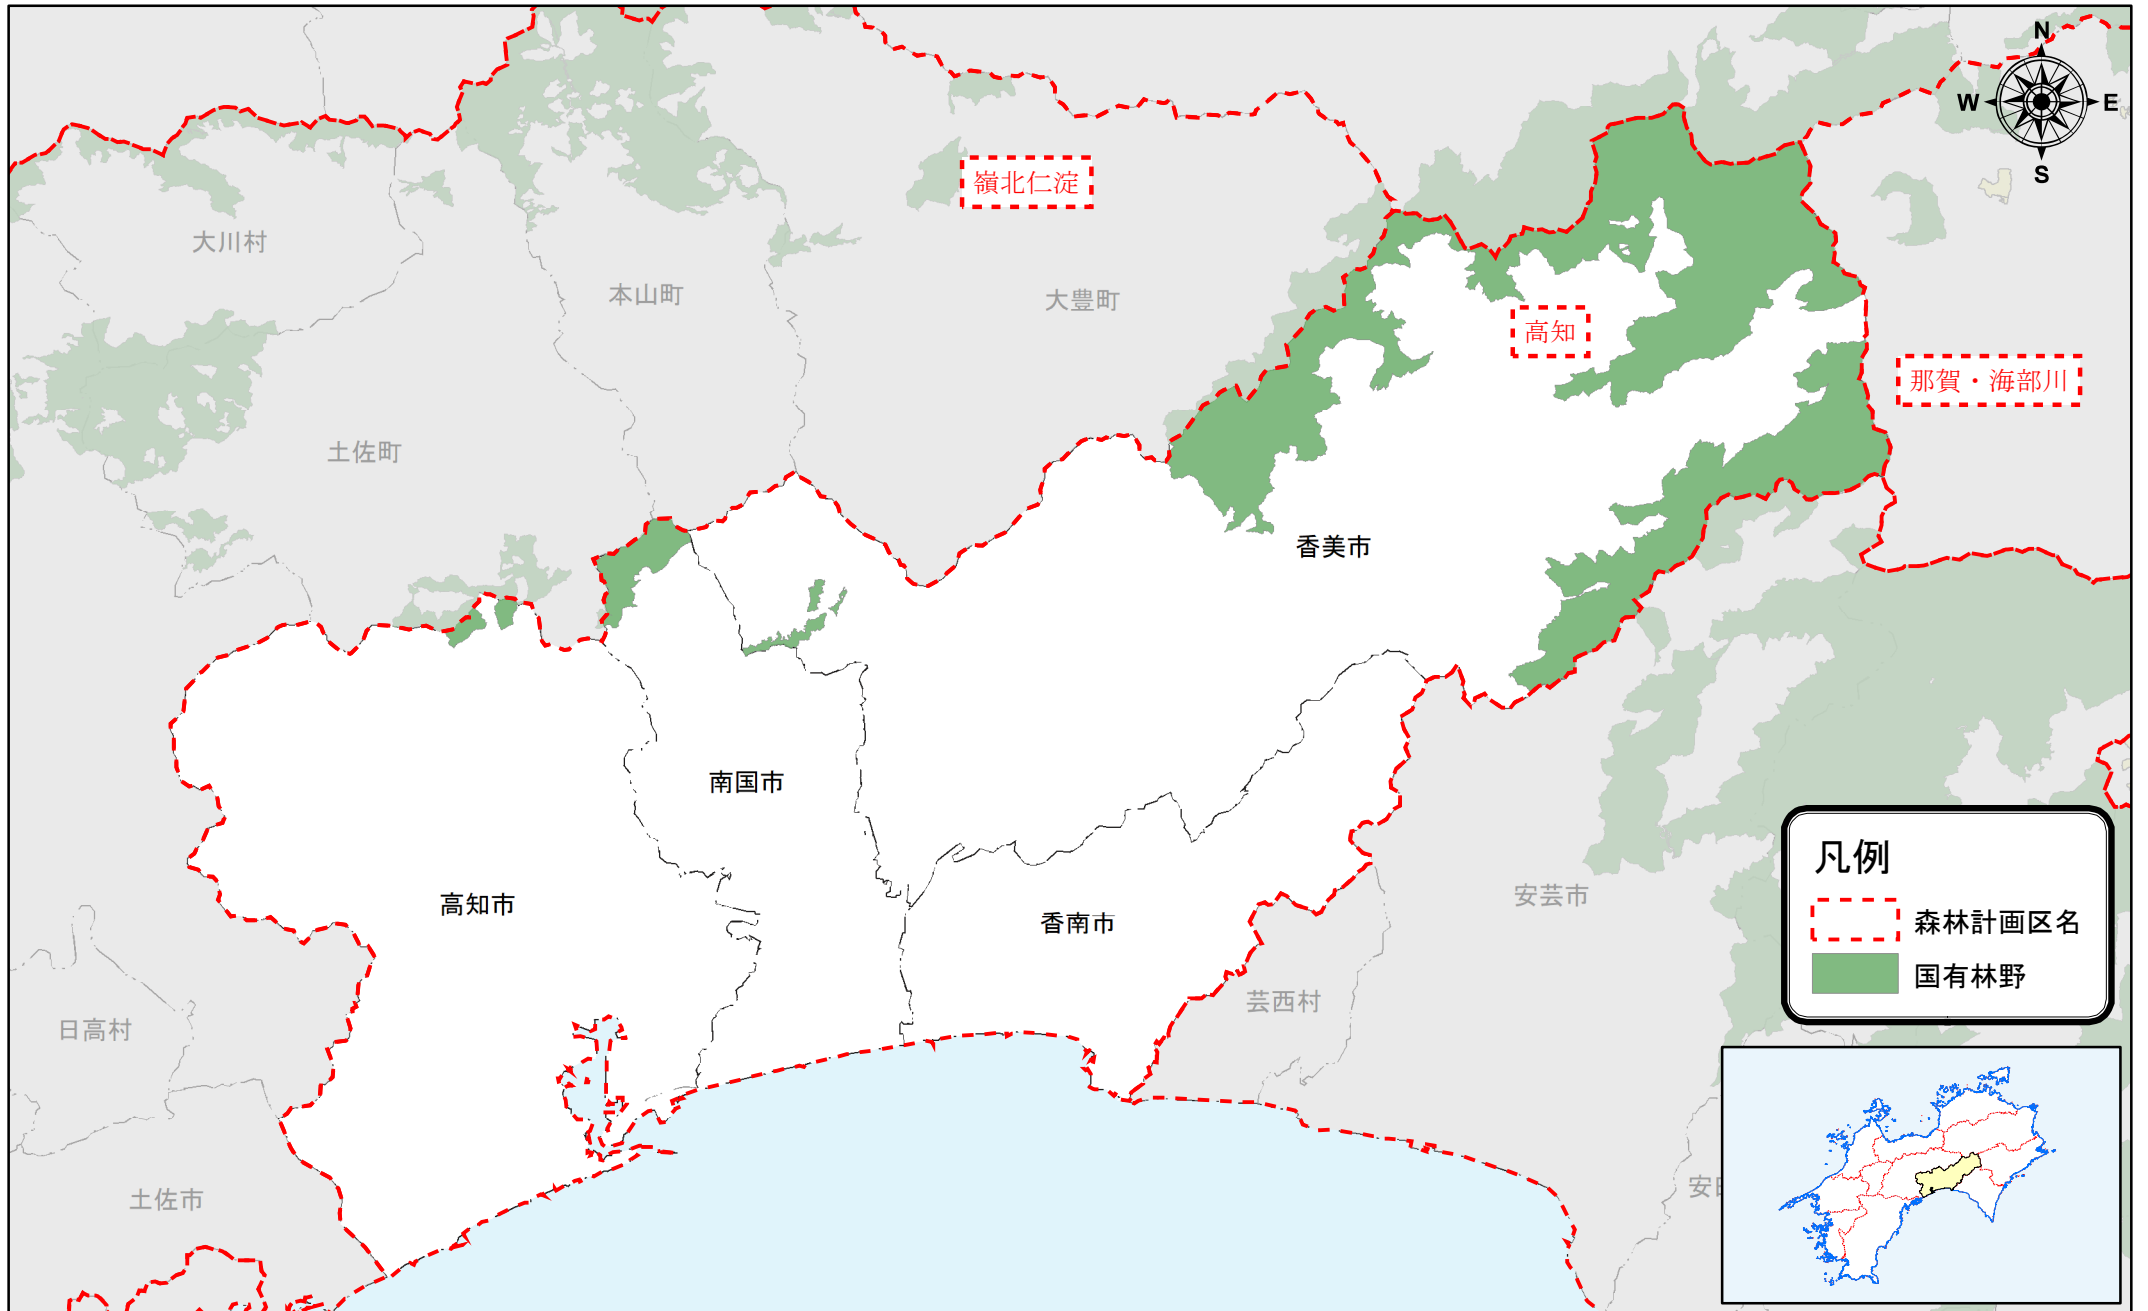 N
W
E
S
嶺北仁淀
大川村
本山町
大豊町
高知
那賀・海部川
土佐町
香美市
南国市
高知市
香南市
安芸市
芸西村
日高村
土佐市
凡例
森林計画区名
国有林野
安